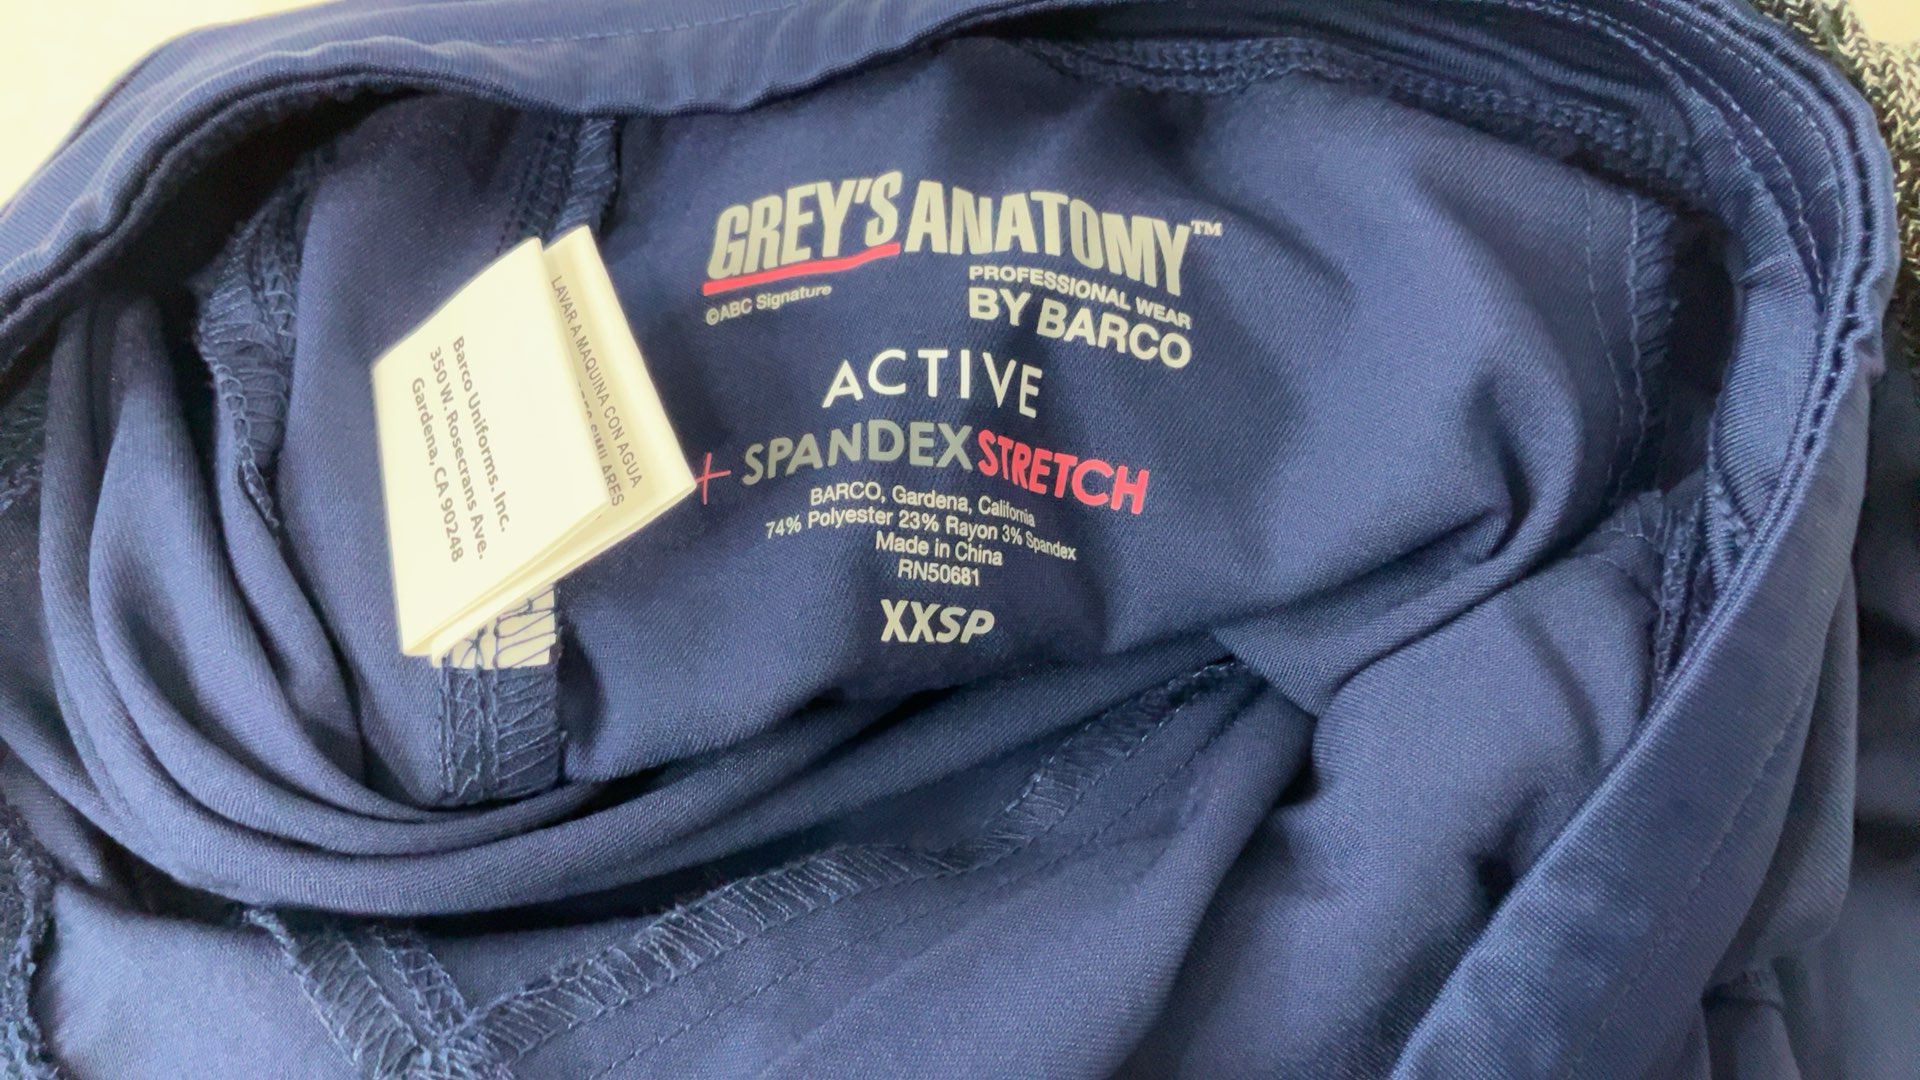 GREY'S ANATOMY™
©ABC Signature
PROFESSIONAL WEAR
BY BARCO
ACTIVE
+ SPANDEX STRETCH
BARCO, Gardena, California
74% Polyester 23% Rayon 3% Spandex
Made in China
RN50681
XXSP
Barco Uniforms. Inc.
350 W. Rosecrans Ave.
Gardena, CA 90248
LAVAR A MAQUINA CON AGUA
SIMILARES